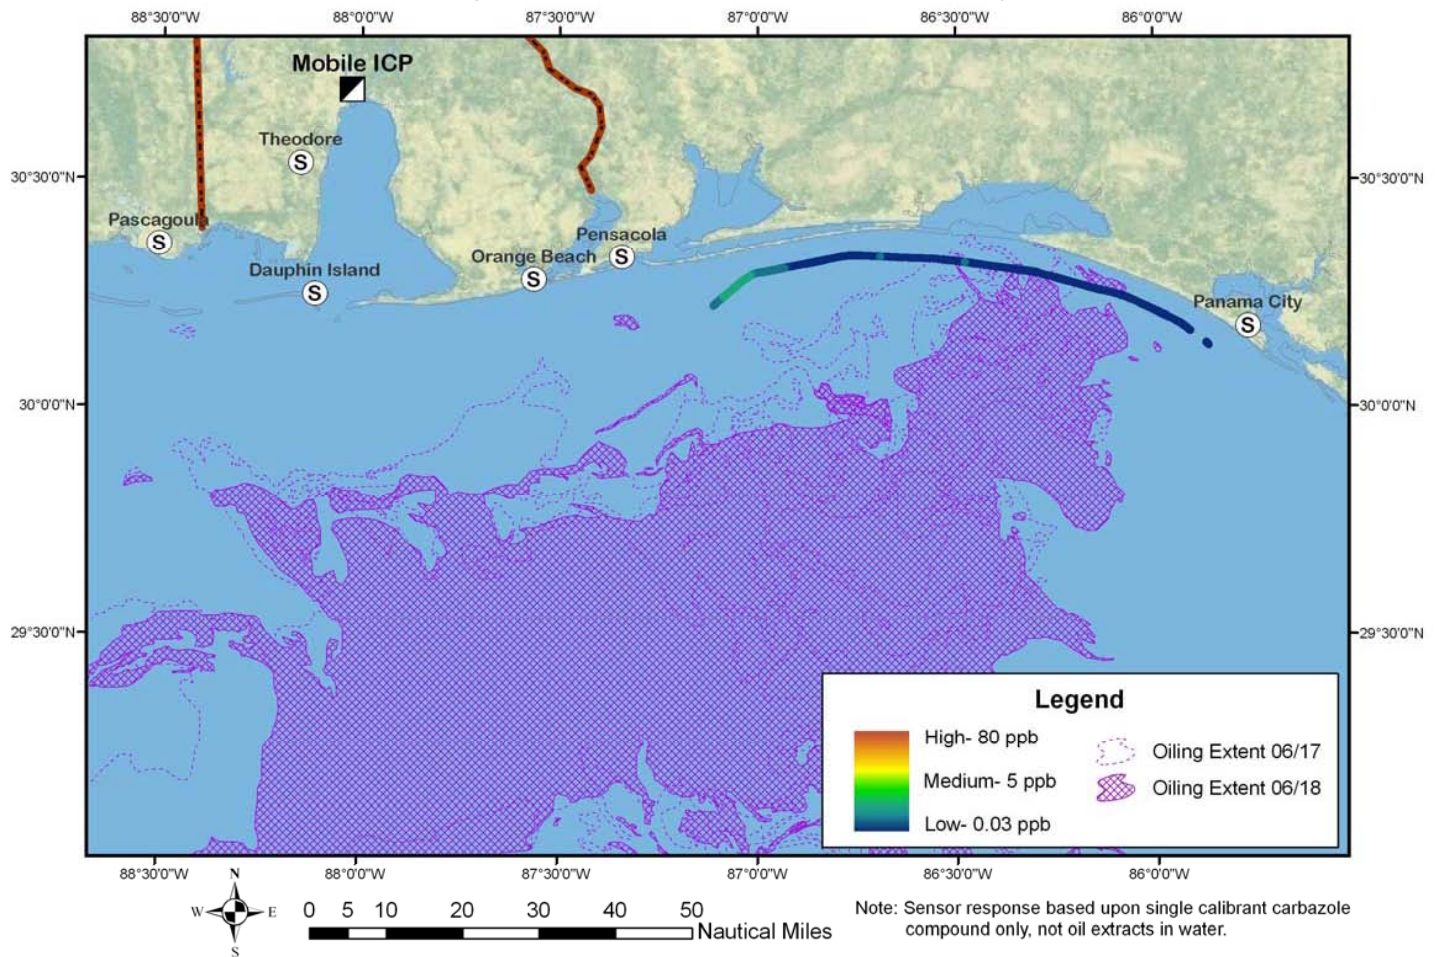 88°30'0"W 88°0'0"W 87°30'0"W 87°0'0"W 86°30'0"W 86°0'0"W
Mobile ICP
Theodore
S
30°30'0"N
30°30'0"N
Pascagoula
S
Pensacola
S
Orange Beach
S
Dauphin Island
S
Panama City
S
30°0'0"N
30°0'0"N
29°30'0"N
29°30'0"N
Legend
High- 80 ppb
Medium- 5 ppb
Low- 0.03 ppb
Oiling Extent 06/17
Oiling Extent 06/18
88°30'0"W 88°0'0"W 87°30'0"W 87°0'0"W 86°30'0"W 86°0'0"W
N
W E
S
0 5 10 20 30 40 50
Nautical Miles
Note: Sensor response based upon single calibrant carbazole
compound only, not oil extracts in water.